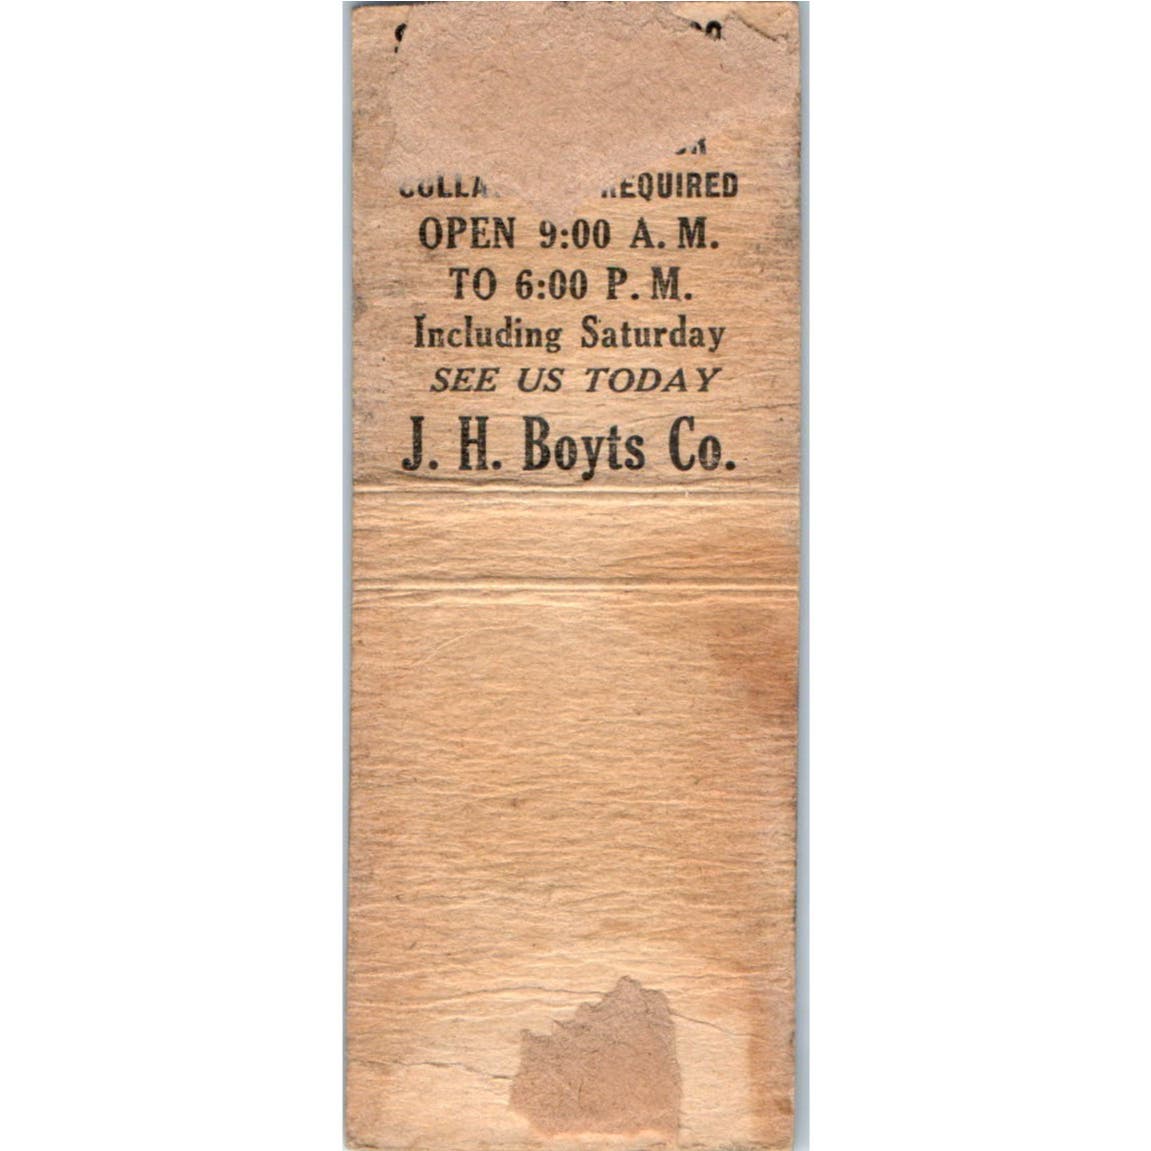 REQUIRED
OPEN 9:00 A. M.
TO 6:00 P. M.
Including Saturday
SEE US TODAY
J. H. Boyts Co.